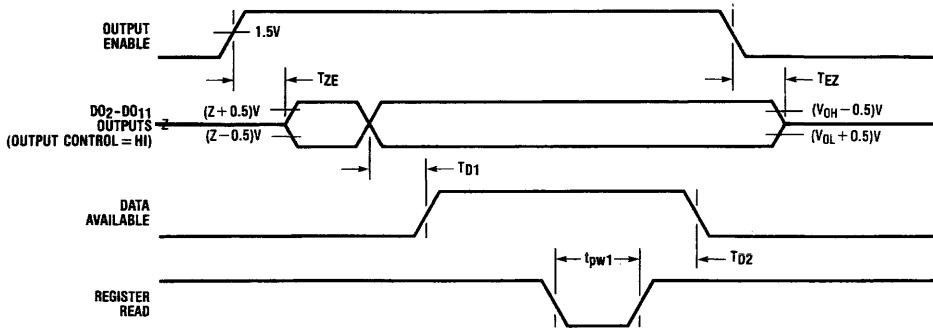 OUTPUT
ENABLE
1.5V
TZE
TEZ
DO2-DO11
OUTPUTS Z
(OUTPUT CONTROL = HI)
(Z + 0.5)V
(Z − 0.5)V
(VOH − 0.5)V
(VOL + 0.5)V
TD1
DATA
AVAILABLE
TD2
tpw1
REGISTER
READ